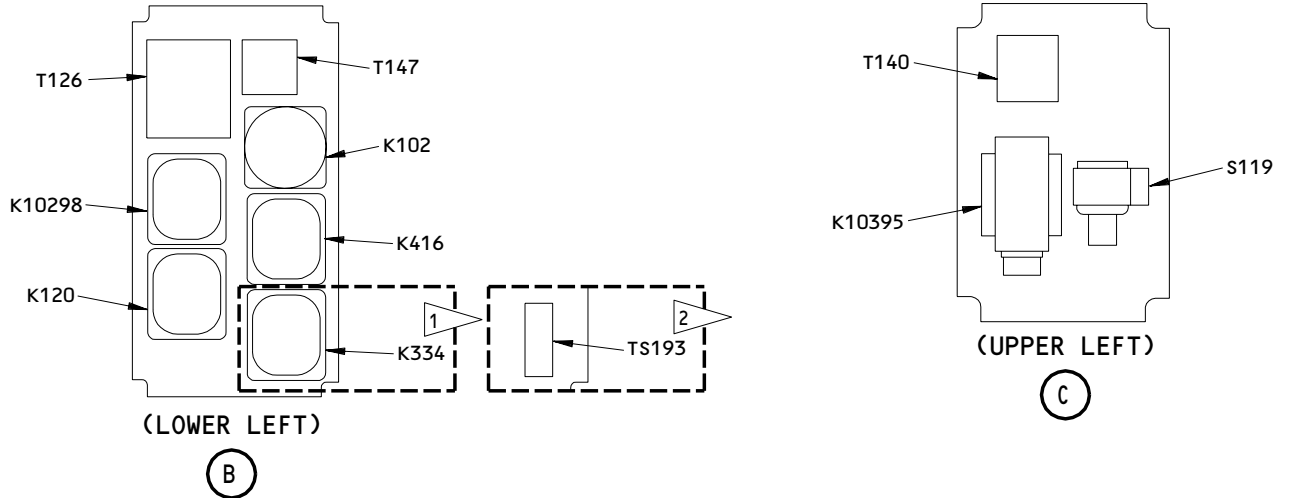 T126
T147
K102
K10298
K416
K120
1
K334
2
TS193
(LOWER LEFT)
B
T140
S119
K10395
(UPPER LEFT)
C